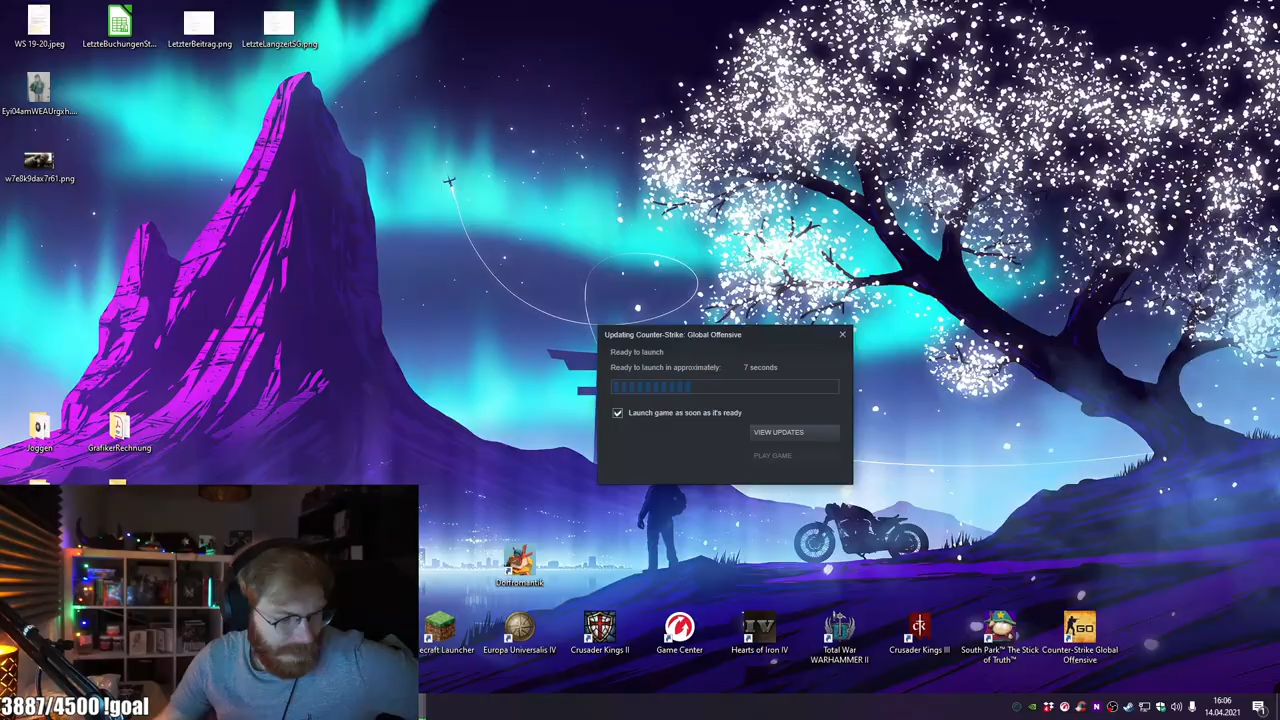 WS 19-20.jpeg
LetzteBuchungenSt...
LetzterBeitrag.png
LetzteLangzeitSG.png
Eyi04amWEAUrgxh....
w7e8k9dax7r61.png
Updating Counter-Strike: Global Offensive
Ready to launch
Ready to launch in approximately: 7 seconds
Launch game as soon as it's ready
VIEW UPDATES
PLAY GAME
Joggen
GrafikerRechnung
Dorfromantik
ecraft Launcher
Europa Universalis IV
Crusader Kings II
Game Center
Hearts of Iron IV
Total War
WARHAMMER II
Crusader Kings III
South Park™ The Stick
of Truth™
Counter-Strike Global
Offensive
3887/4500 !goal
16:06
14.04.2021